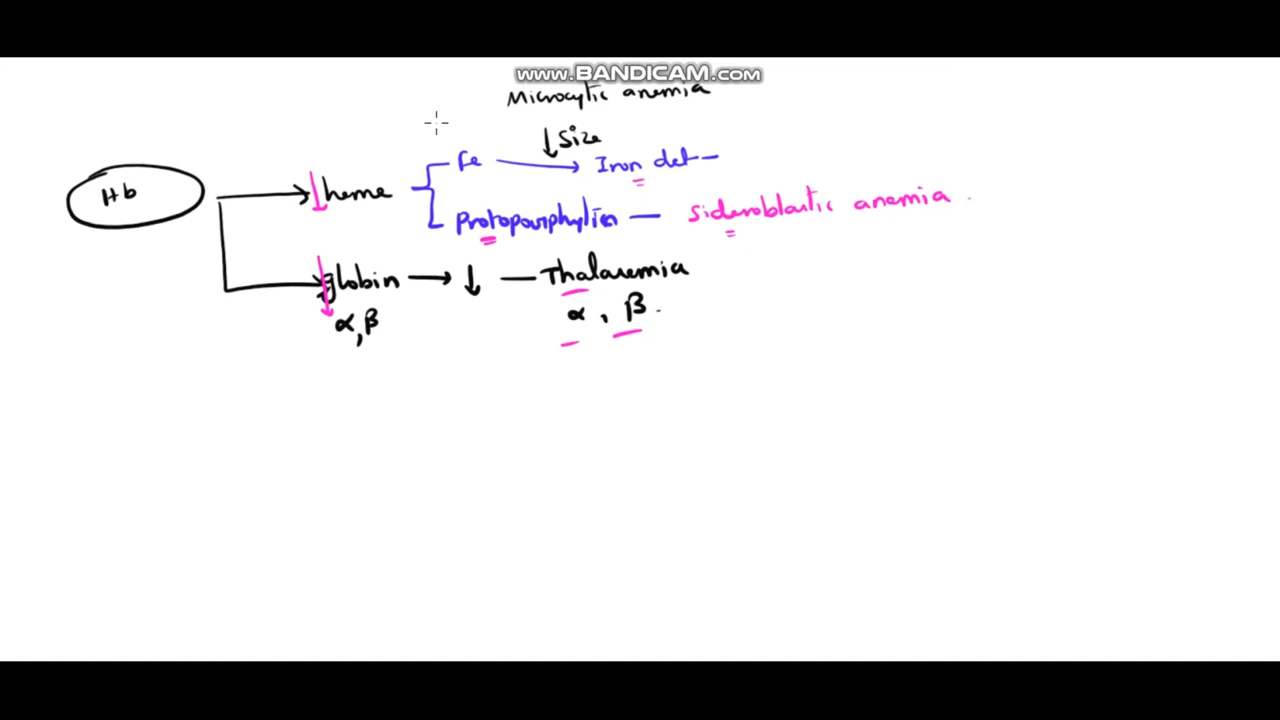 www.BANDICAM.com
Microcytic anemia
↓ Size
Hb
↓ heme
Fe → Iron def -
Protoporphyrin — sideroblastic anemia .
↓ globin → ↓ — Thalassemia
α, β
α , β .